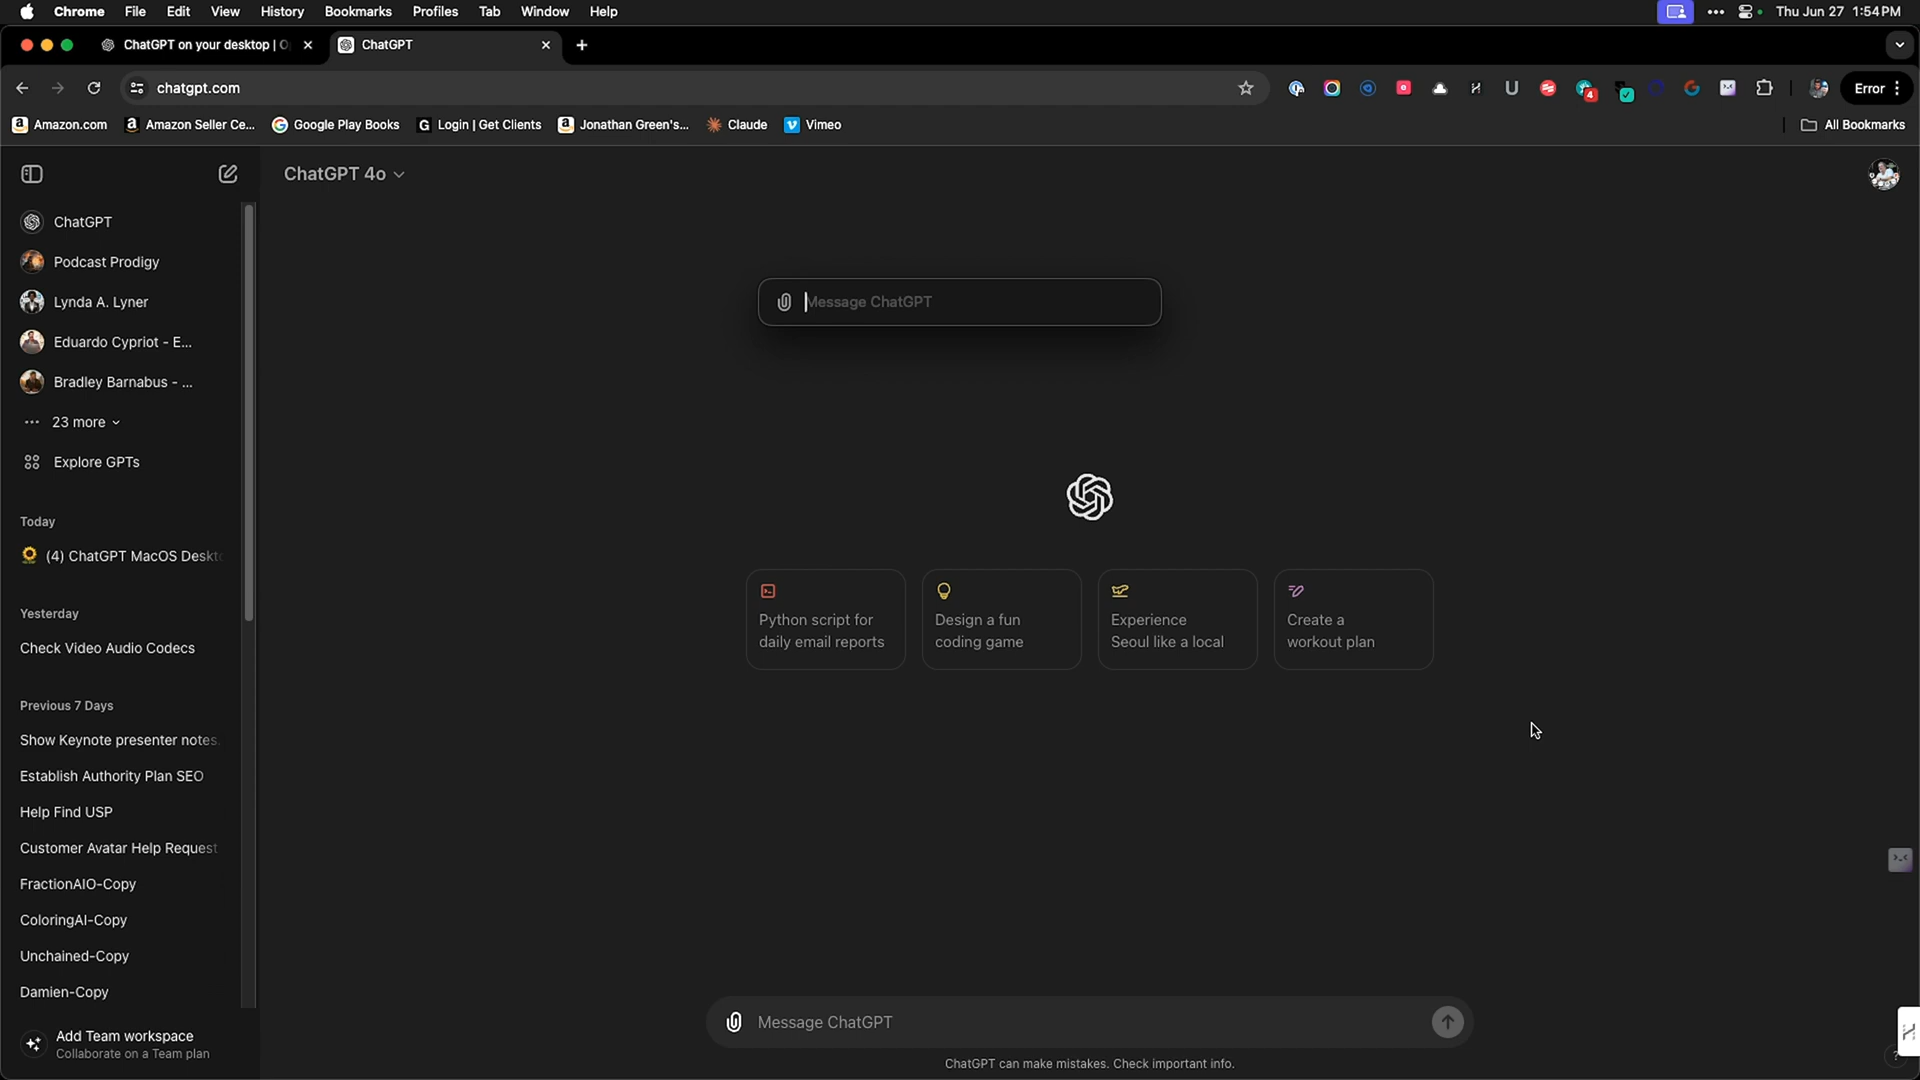 Chrome File Edit View History Bookmarks Profiles Tab Window Help
Thu Jun 27 1:54 PM
ChatGPT on your desktop |
ChatGPT
chatgpt.com
4
Error
Amazon.com
Amazon Seller Ce...
Google Play Books
Login | Get Clients
Jonathan Green's...
Claude
Vimeo
All Bookmarks
ChatGPT 4o
ChatGPT
Podcast Prodigy
Lynda A. Lyner
Eduardo Cypriot - E...
Bradley Barnabus - ...
23 more
Explore GPTs
Today
(4) ChatGPT MacOS Deskto
Yesterday
Check Video Audio Codecs
Previous 7 Days
Show Keynote presenter notes.
Establish Authority Plan SEO
Help Find USP
Customer Avatar Help Request
FractionAIO-Copy
ColoringAI-Copy
Unchained-Copy
Damien-Copy
Add Team workspace
Collaborate on a Team plan
Message ChatGPT
Python script for
daily email reports
Design a fun
coding game
Experience
Seoul like a local
Create a
workout plan
Message ChatGPT
ChatGPT can make mistakes. Check important info.
?